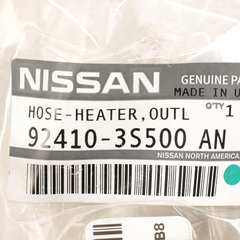 NISSAN
GENUINE PA
MADE IN U
HOSE-HEATER,OUTL
Q'TY 1
92410-3S500 AN
NISSAN NORTH AMERICA,
B8